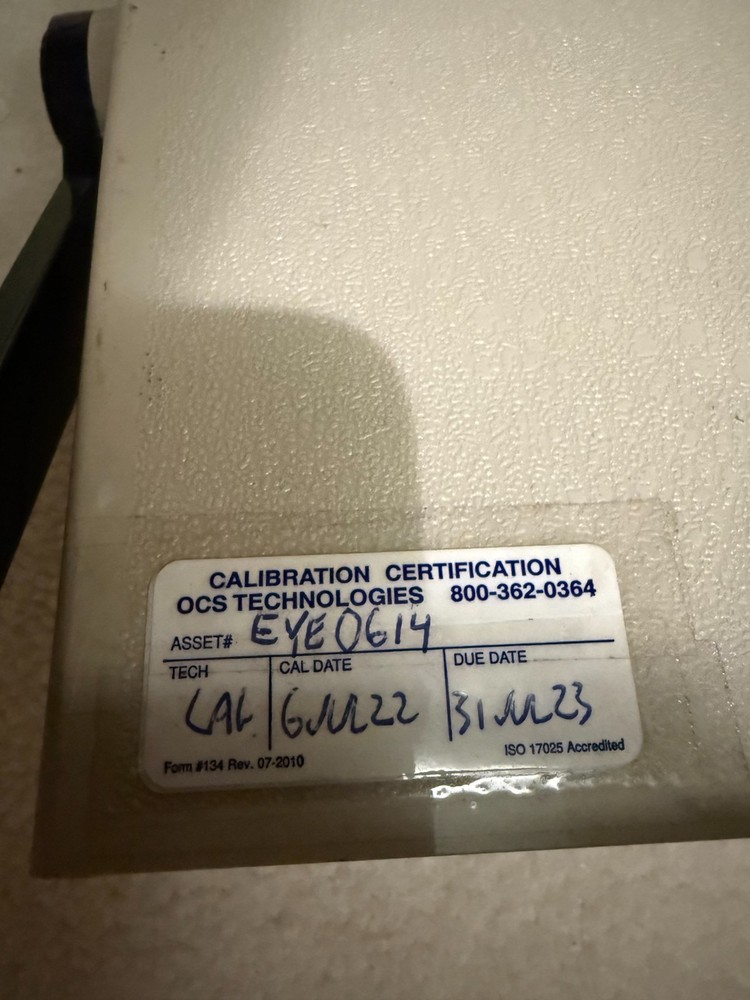 CALIBRATION CERTIFICATION
OCS TECHNOLOGIES 800-362-0364
ASSET# EYE0614
TECH CAL DATE DUE DATE
6JUL22 31JUL23
ISO 17025 Accredited
Form #134 Rev. 07-2010